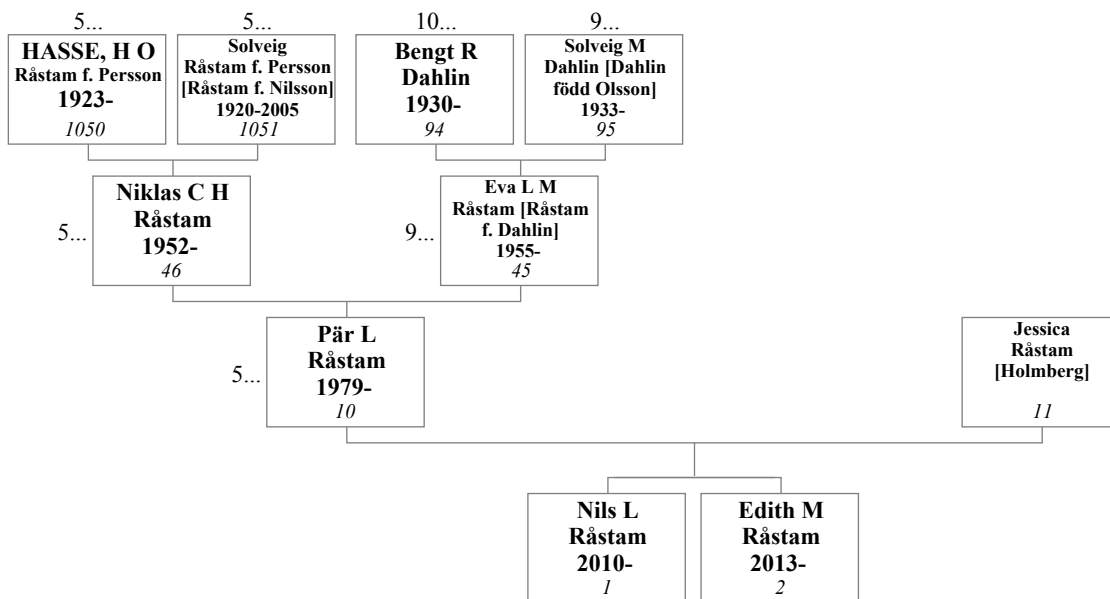 5...
5...
10...
9...
HASSE, H O
Råstam f. Persson
1923-
1050
Solveig
Råstam f. Persson
[Råstam f. Nilsson]
1920-2005
1051
Bengt R
Dahlin
1930-
94
Solveig M
Dahlin [Dahlin
född Olsson]
1933-
95
5...
Niklas C H
Råstam
1952-
46
9...
Eva L M
Råstam [Råstam
f. Dahlin]
1955-
45
5...
Pär L
Råstam
1979-
10
Jessica
Råstam
[Holmberg]
11
Nils L
Råstam
2010-
1
Edith M
Råstam
2013-
2